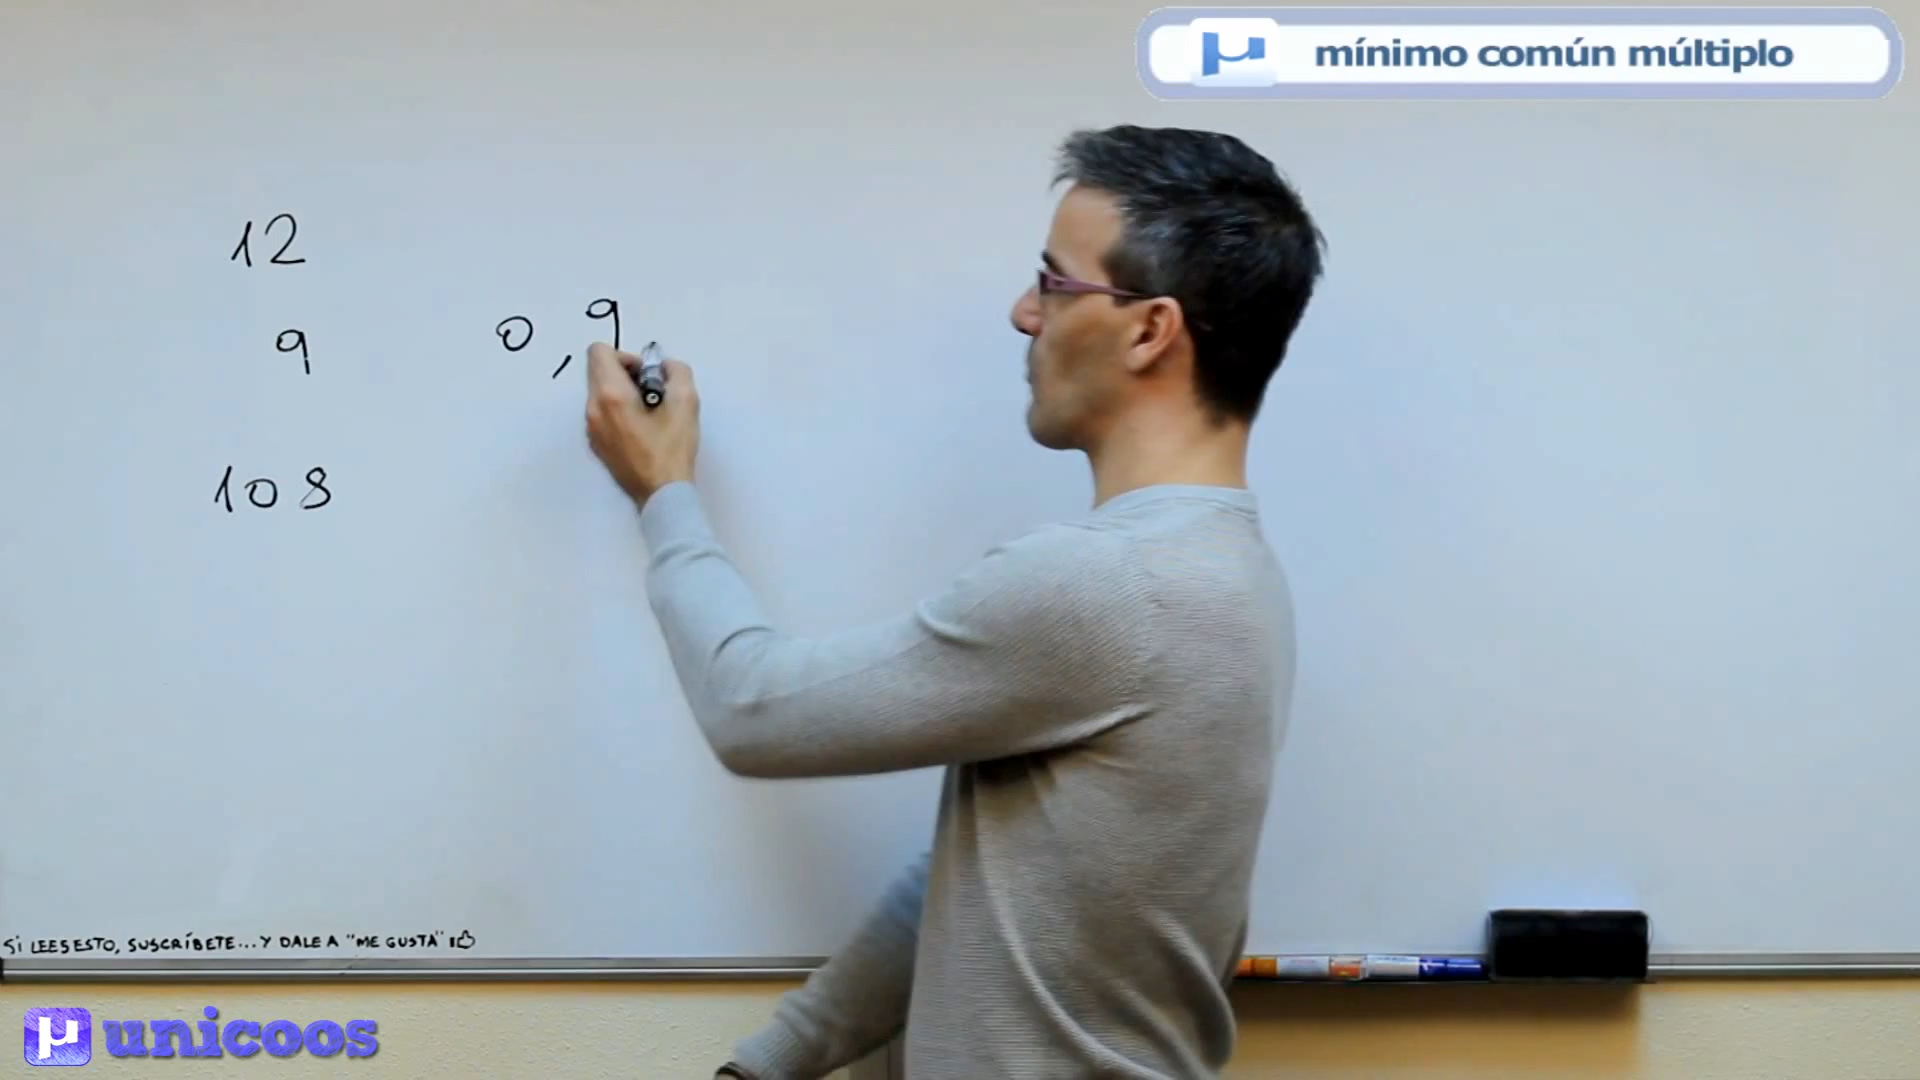 mínimo común múltiplo
12
9
0, 9,
108
SI LEES ESTO, SUSCRÍBETE... Y DALE A "ME GUSTA"
µ unicoos